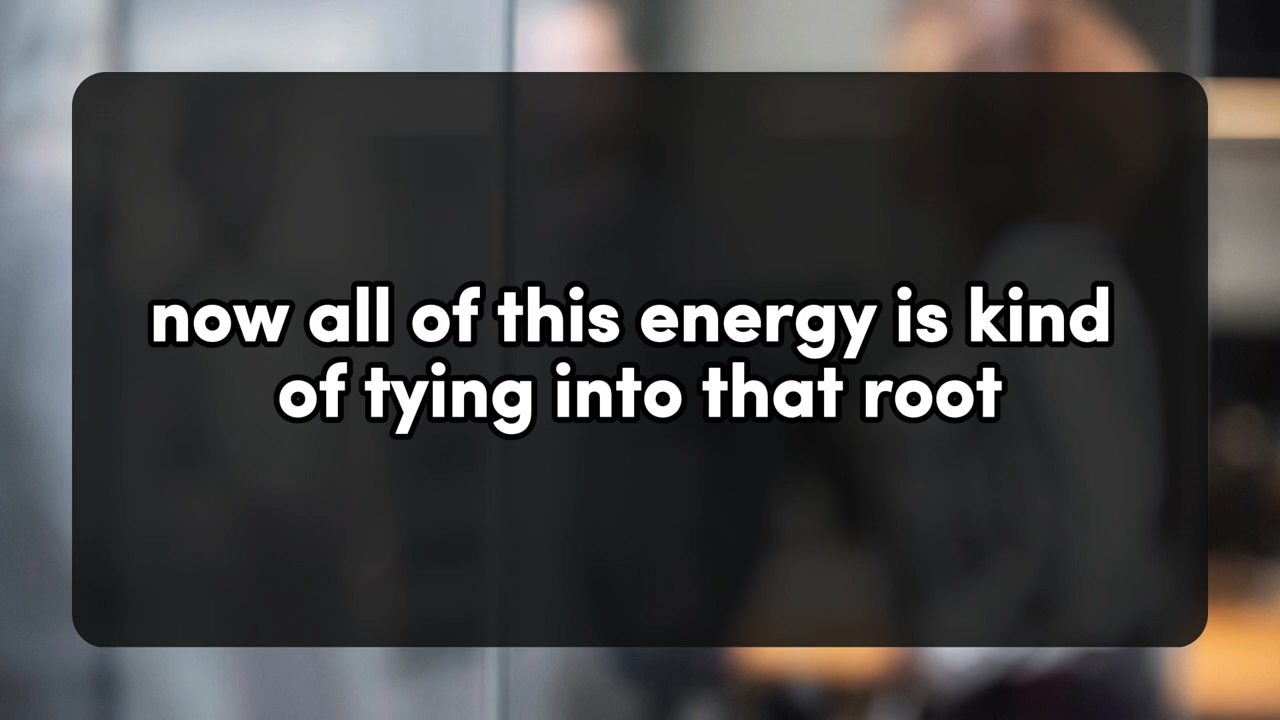 now all of this energy is kind
of tying into that root